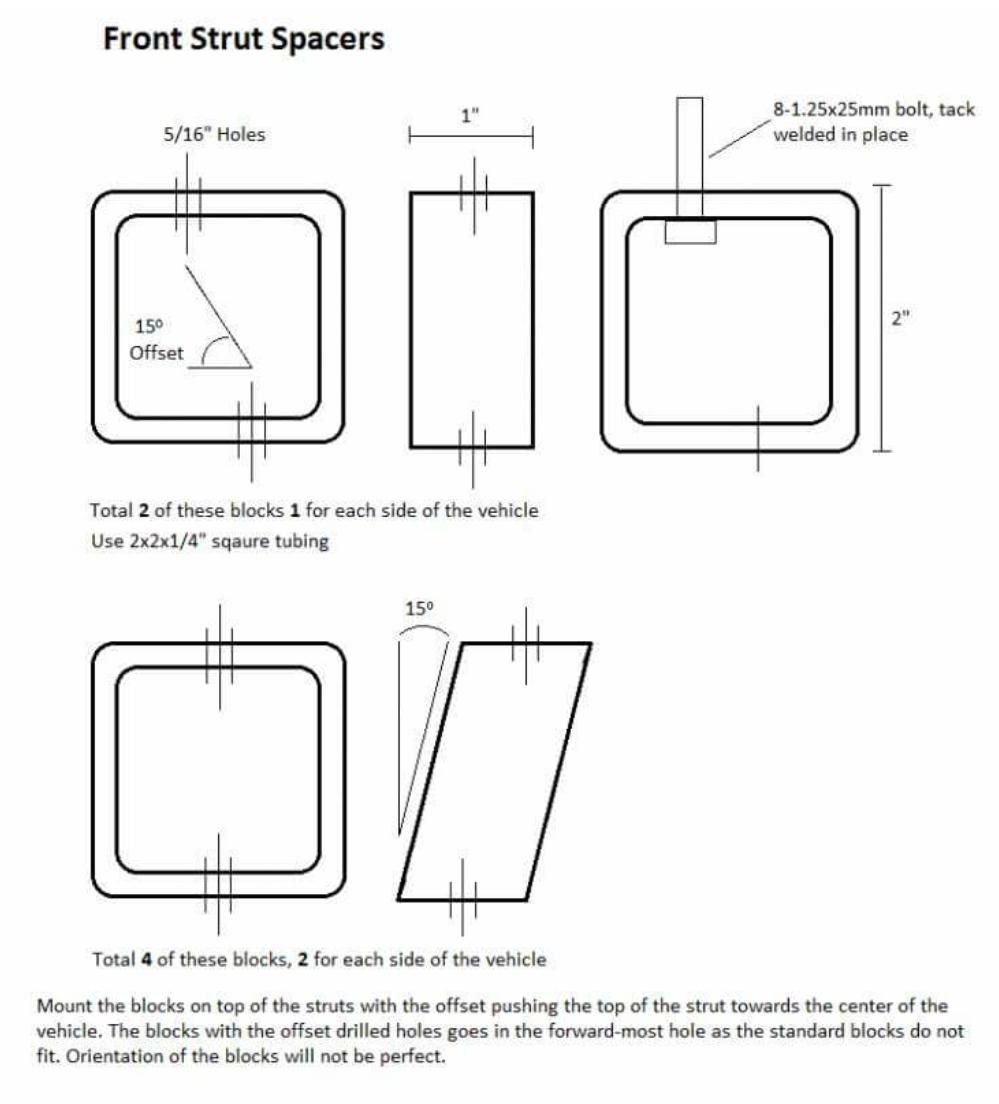 Front Strut Spacers
5/16" Holes
1"
8-1.25x25mm bolt, tack
welded in place
15º
Offset
2"
Total 2 of these blocks 1 for each side of the vehicle
Use 2x2x1/4" sqaure tubing
15º
Total 4 of these blocks, 2 for each side of the vehicle
Mount the blocks on top of the struts with the offset pushing the top of the strut towards the center of the
vehicle. The blocks with the offset drilled holes goes in the forward-most hole as the standard blocks do not
fit. Orientation of the blocks will not be perfect.